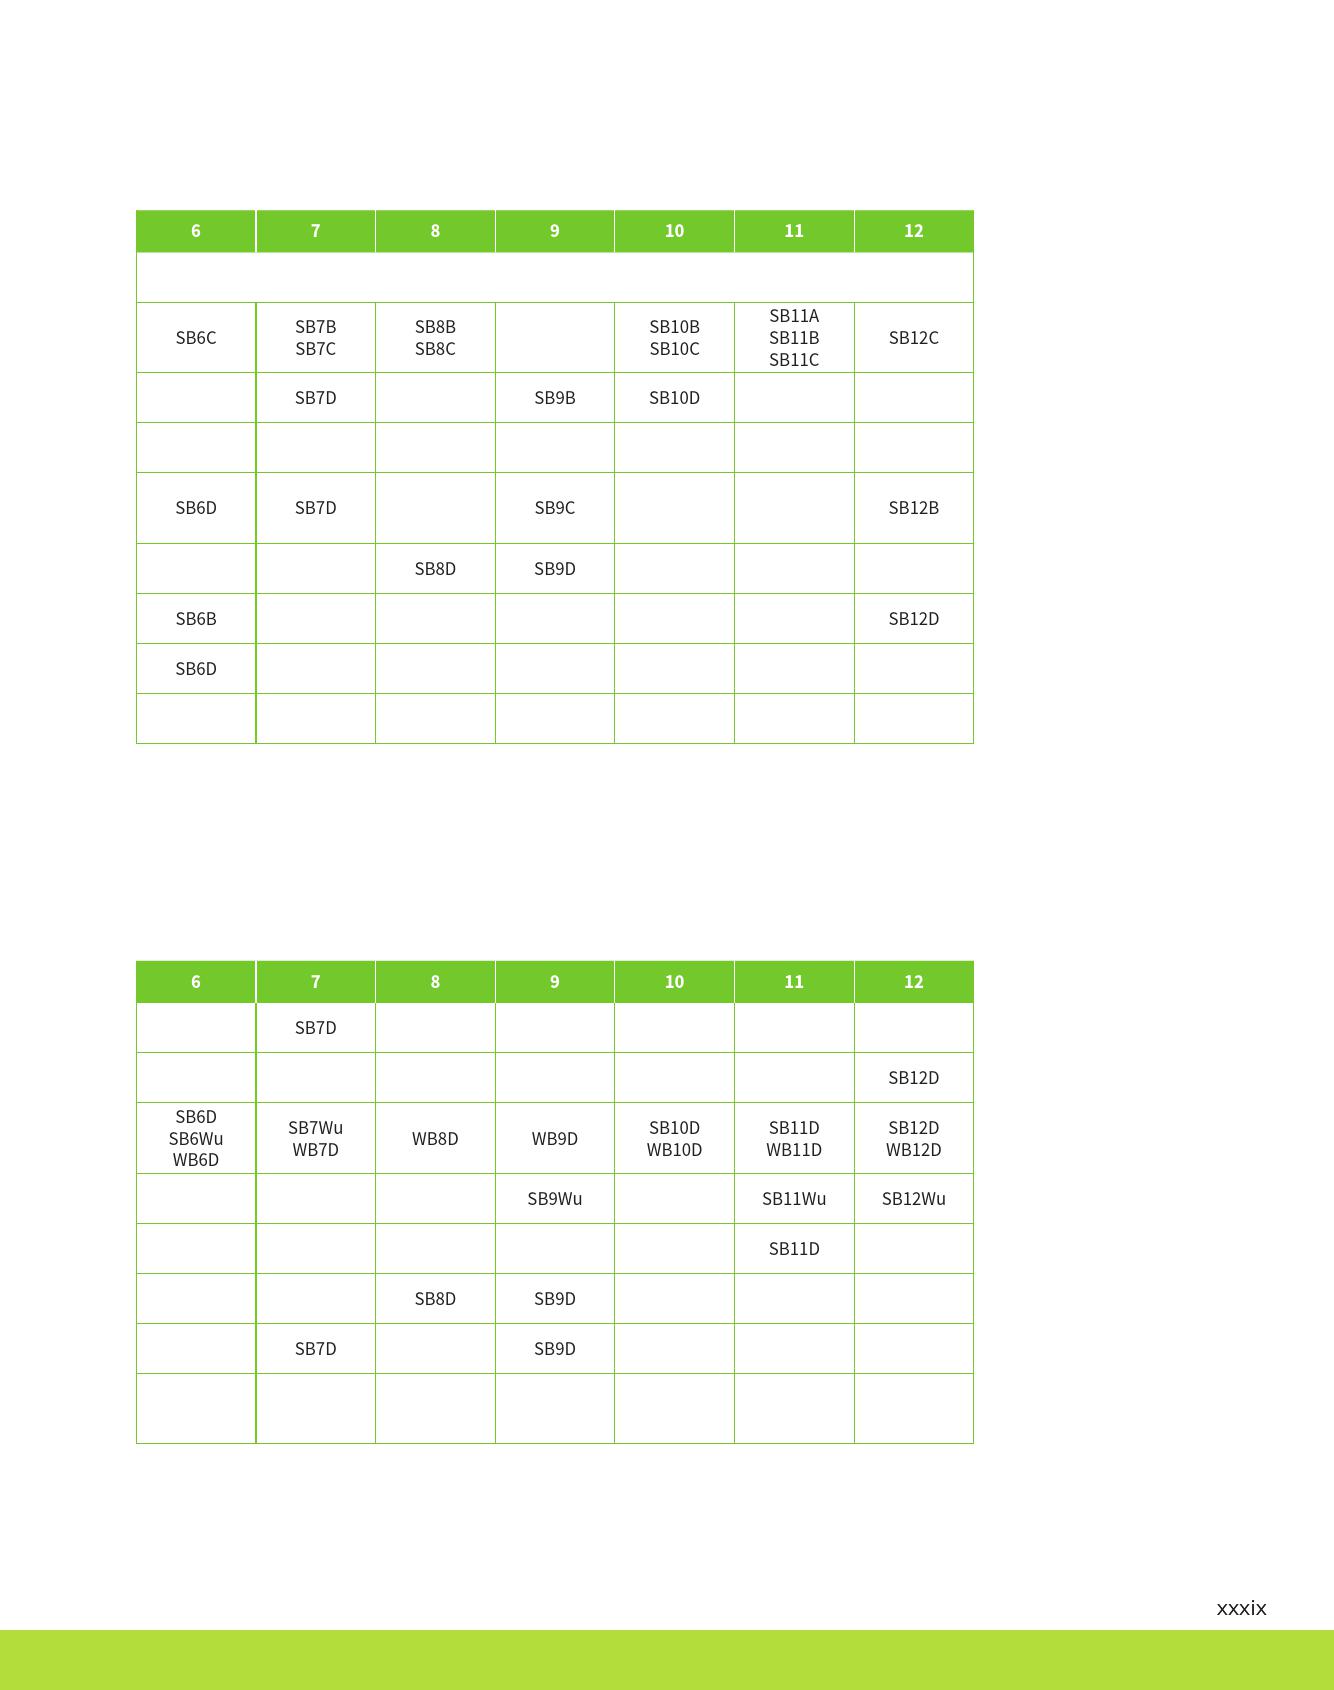 6 7 8 9 10 11 12
SB6C SB7B SB7C SB8B SB8C SB10B SB10C SB11A SB11B SB11C SB12C
SB7D SB9B SB10D
SB6D SB7D SB9C SB12B
SB8D SB9D
SB6B SB12D
SB6D
6 7 8 9 10 11 12
SB7D
SB12D
SB6D SB6Wu WB6D SB7Wu WB7D WB8D WB9D SB10D WB10D SB11D WB11D SB12D WB12D
SB9Wu SB11Wu SB12Wu
SB11D
SB8D SB9D
SB7D SB9D
xxxix